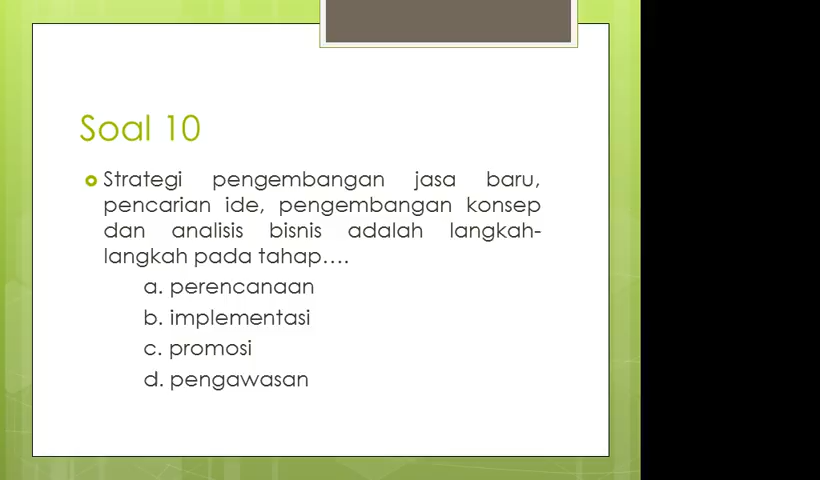 Soal 10
Strategi pengembangan jasa baru,
pencarian ide, pengembangan konsep
dan analisis bisnis adalah langkah-
langkah pada tahap….
a. perencanaan
b. implementasi
c. promosi
d. pengawasan